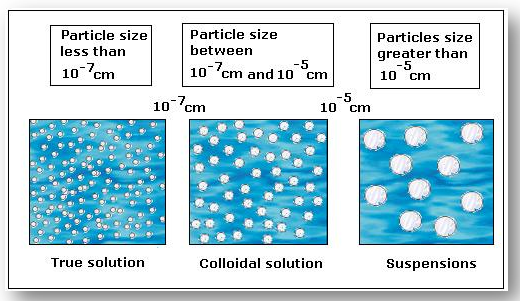 Particle size
less than
10⁻⁷cm
Particle size
between
10⁻⁷cm and 10⁻⁵cm
Particles size
greater than
10⁻⁵cm
10⁻⁷cm
10⁻⁵cm
True solution
Colloidal solution
Suspensions